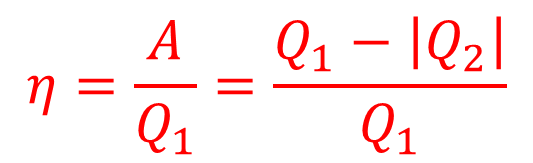 η = A/Q₁ = (Q₁ − |Q₂|)/Q₁